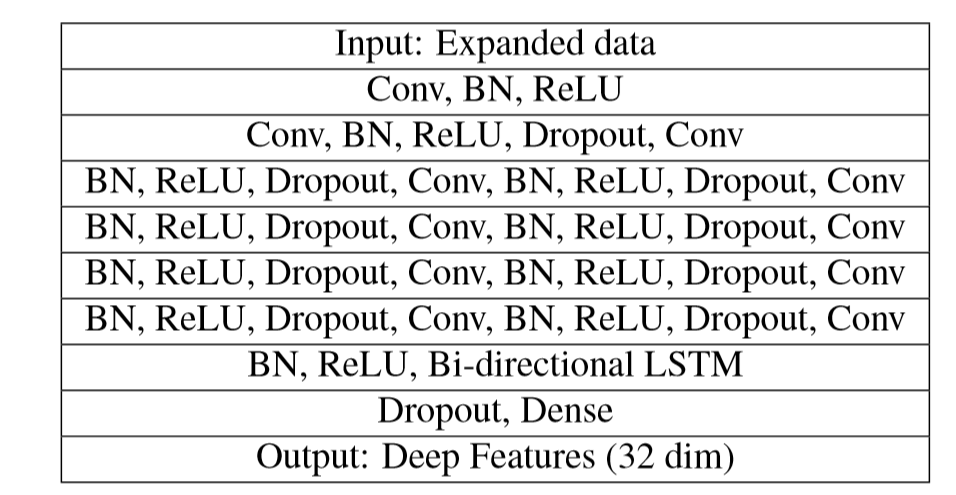 Input: Expanded data
Conv, BN, ReLU
Conv, BN, ReLU, Dropout, Conv
BN, ReLU, Dropout, Conv, BN, ReLU, Dropout, Conv
BN, ReLU, Dropout, Conv, BN, ReLU, Dropout, Conv
BN, ReLU, Dropout, Conv, BN, ReLU, Dropout, Conv
BN, ReLU, Dropout, Conv, BN, ReLU, Dropout, Conv
BN, ReLU, Bi-directional LSTM
Dropout, Dense
Output: Deep Features (32 dim)